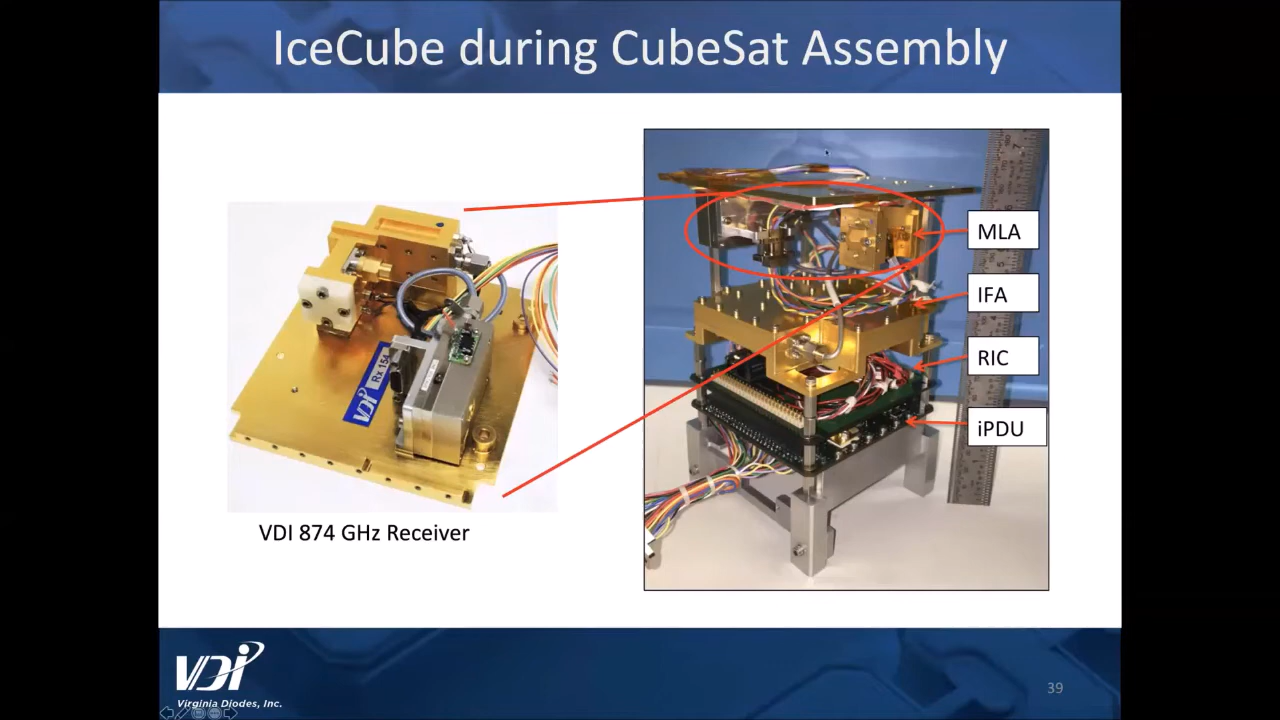 IceCube during CubeSat Assembly
VDI Rx 154
VDI 874 GHz Receiver
MLA
IFA
RIC
iPDU
VDI
Virginia Diodes, Inc.
39